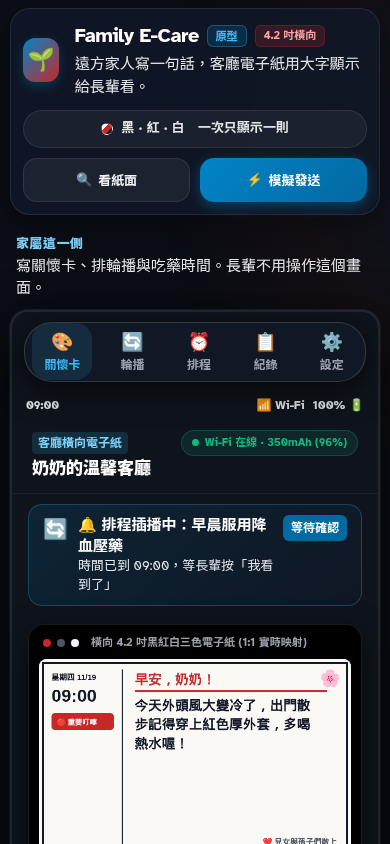 Family E-Care 原型 4.2 吋橫向
遠方家人寫一句話，客廳電子紙用大字顯示
給長輩看。
黑・紅・白　一次只顯示一則
看紙面
模擬發送
家屬這一側
寫關懷卡、排輪播與吃藥時間。長輩不用操作這個畫
面。
關懷卡 輪播 排程 紀錄 設定
09:00 Wi-Fi 100%
客廳橫向電子紙
Wi-Fi 在線 · 350mAh (96%)
奶奶的溫馨客廳
排程插播中：早晨服用降
血壓藥
時間已到 09:00，等長輩按「我看
到了」
等待確認
橫向 4.2 吋黑紅白三色電子紙 (1:1 實時映射)
星期四 11/19
09:00
重要叮嚀
早安，奶奶！
今天外頭風大變冷了，出門散
步記得穿上紅色厚外套，多喝
熱水喔！
兒女與孩子們敬上